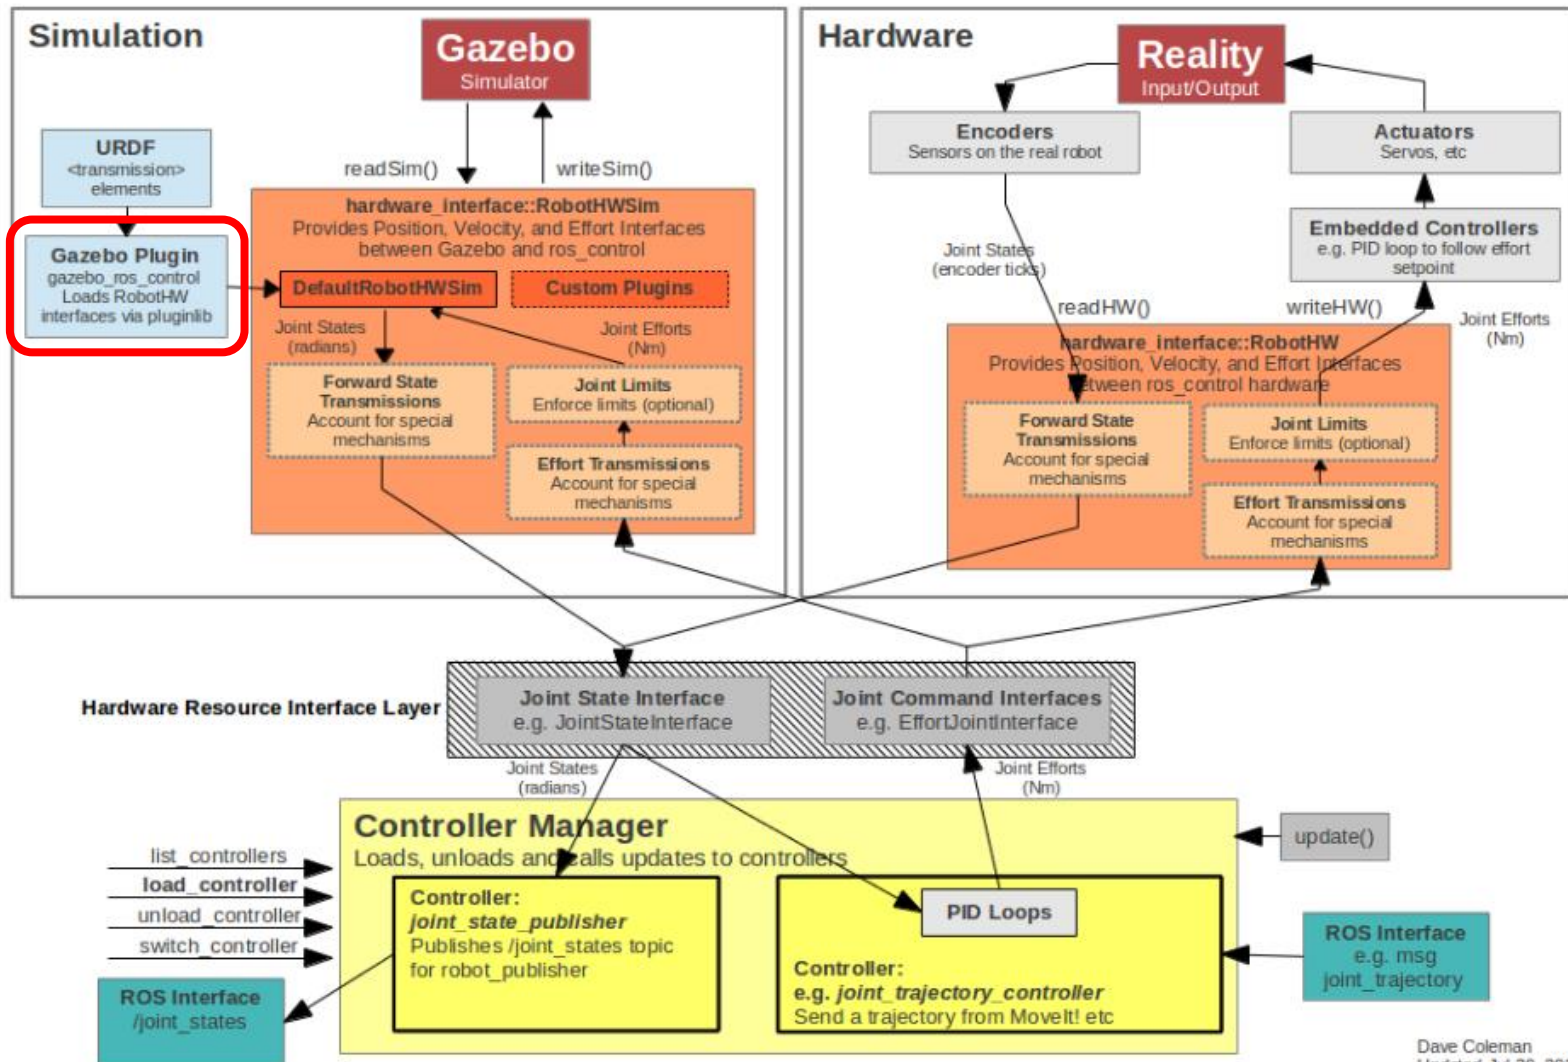 Simulation
Gazebo
Simulator
URDF
<transmission>
elements
readSim()
writeSim()
Gazebo Plugin
gazebo_ros_control
Loads RobotHW
interfaces via pluginlib
hardware_interface::RobotHWSim
Provides Position, Velocity, and Effort Interfaces
between Gazebo and ros_control
DefaultRobotHWSim
Custom Plugins
Joint States
(radians)
Joint Efforts
(Nm)
Forward State
Transmissions
Account for special
mechanisms
Joint Limits
Enforce limits (optional)
Effort Transmissions
Account for special
mechanisms
Hardware
Reality
Input/Output
Encoders
Sensors on the real robot
Actuators
Servos, etc
Embedded Controllers
e.g. PID loop to follow effort
setpoint
Joint States
(encoder ticks)
readHW()
writeHW()
Joint Efforts
(Nm)
hardware_interface::RobotHW
Provides Position, Velocity, and Effort Interfaces
between ros_control hardware
Forward State
Transmissions
Account for special
mechanisms
Joint Limits
Enforce limits (optional)
Effort Transmissions
Account for special
mechanisms
Hardware Resource Interface Layer
Joint State Interface
e.g. JointStateInterface
Joint Command Interfaces
e.g. EffortJointInterface
Joint States
(radians)
Joint Efforts
(Nm)
Controller Manager
Loads, unloads and calls updates to controllers
update()
list_controllers
load_controller
unload_controller
switch_controller
Controller:
joint_state_publisher
Publishes /joint_states topic
for robot_publisher
PID Loops
Controller:
e.g. joint_trajectory_controller
Send a trajectory from MoveIt! etc
ROS Interface
e.g. msg
joint_trajectory
ROS Interface
/joint_states
Dave Coleman